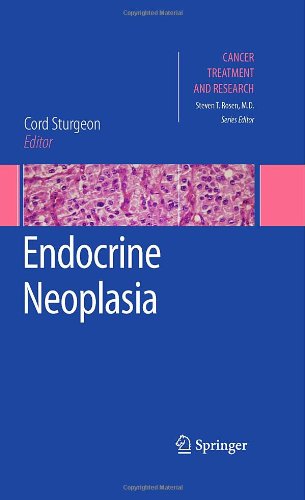 CANCER
TREATMENT
AND RESEARCH
Steven T. Rosen, M.D.
Series Editor
Cord Sturgeon
Editor
Endocrine
Neoplasia
Springer